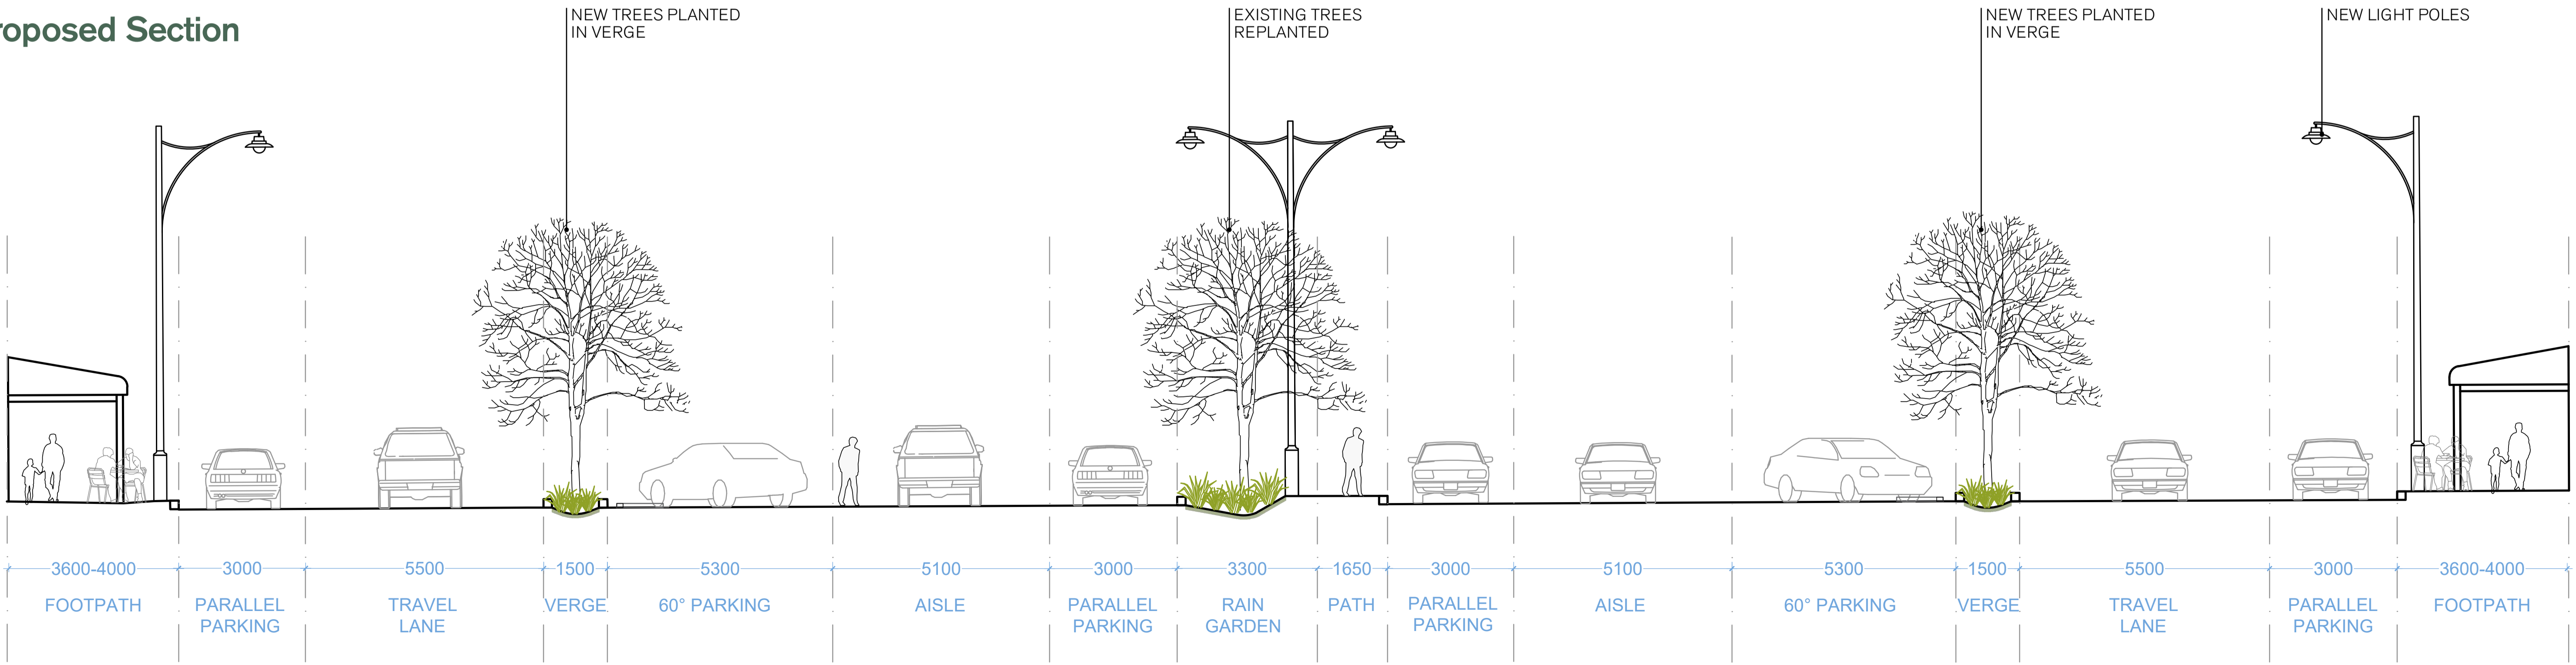 roposed Section
NEW TREES PLANTED
IN VERGE
EXISTING TREES
REPLANTED
NEW TREES PLANTED
IN VERGE
NEW LIGHT POLES
3600-4000
3000
5500
1500
5300
5100
3000
3300
1650
3000
5100
5300
1500
5500
3000
3600-4000
FOOTPATH
PARALLEL
PARKING
TRAVEL
LANE
VERGE
60° PARKING
AISLE
PARALLEL
PARKING
RAIN
GARDEN
PATH
PARALLEL
PARKING
AISLE
60° PARKING
VERGE
TRAVEL
LANE
PARALLEL
PARKING
FOOTPATH